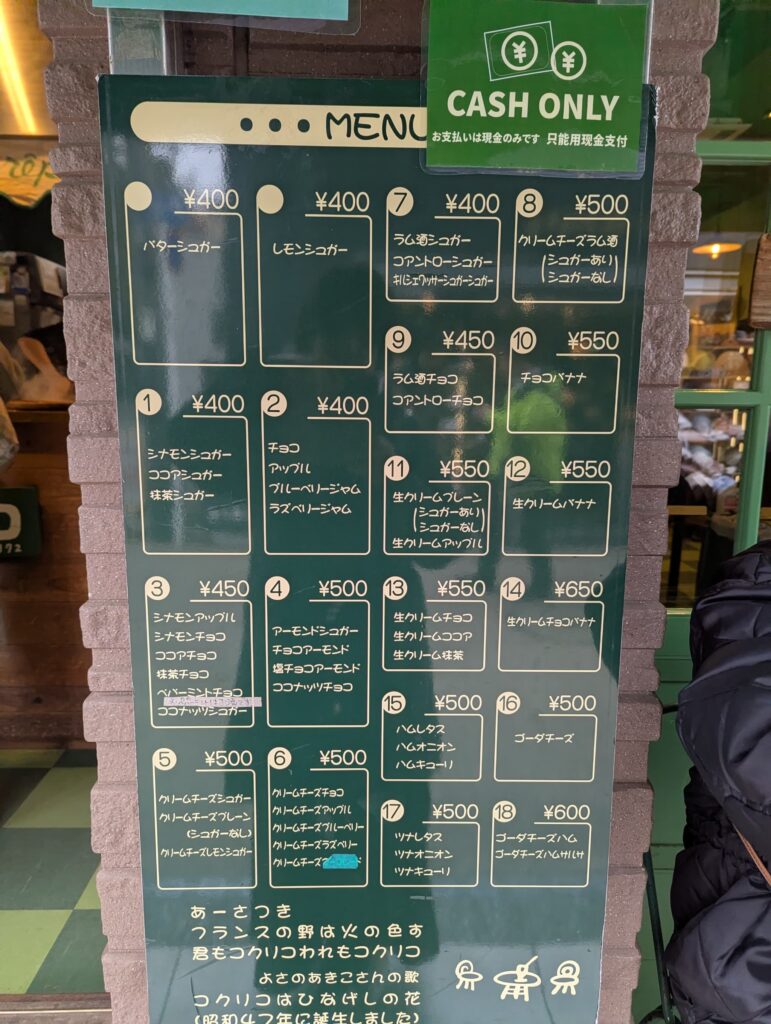 CASH ONLY
お支払いは現金のみです 只能用現金支付
MENU
¥400
バターシュガー
¥400
レモンシュガー
1 ¥400
シナモンシュガー
ココアシュガー
抹茶シュガー
2 ¥400
チョコ
アップル
ブルーベリージャム
ラズベリージャム
3 ¥450
シナモンアップル
シナモンチョコ
ココアチョコ
抹茶チョコ
ペパーミントチョコ
ココナッツシュガー
4 ¥500
アーモンドシュガー
チョコアーモンド
塩チョコアーモンド
ココナッツチョコ
5 ¥500
クリームチーズシュガー
クリームチーズプレーン
(シュガーなし)
クリームチーズレモンシュガー
6 ¥500
クリームチーズチョコ
クリームチーズアップル
クリームチーズブルーベリー
クリームチーズラズベリー
クリームチーズ
7 ¥400
ラム酒シュガー
コアントローシュガー
キルシュワッサーシュガーシュガー
8 ¥500
クリームチーズラム酒
(シュガーあり)
(シュガーなし)
9 ¥450
ラム酒チョコ
コアントローチョコ
10 ¥550
チョコバナナ
11 ¥550
生クリームプレーン
(シュガーあり)
(シュガーなし)
生クリームアップル
12 ¥550
生クリームバナナ
13 ¥550
生クリームチョコ
生クリームココア
生クリーム抹茶
14 ¥650
生クリームチョコバナナ
15 ¥500
ハムレタス
ハムオニオン
ハムキューリ
16 ¥500
ゴーダチーズ
17 ¥500
ツナレタス
ツナオニオン
ツナキューリ
18 ¥600
ゴーダチーズハム
ゴーダチーズハムサルサ
あーさつき
フランスの野は火の色す
君もコクリコわれもコクリコ
よさのあきこさんの歌
コクリコはひなげしの花
(昭和47年に誕生しました)